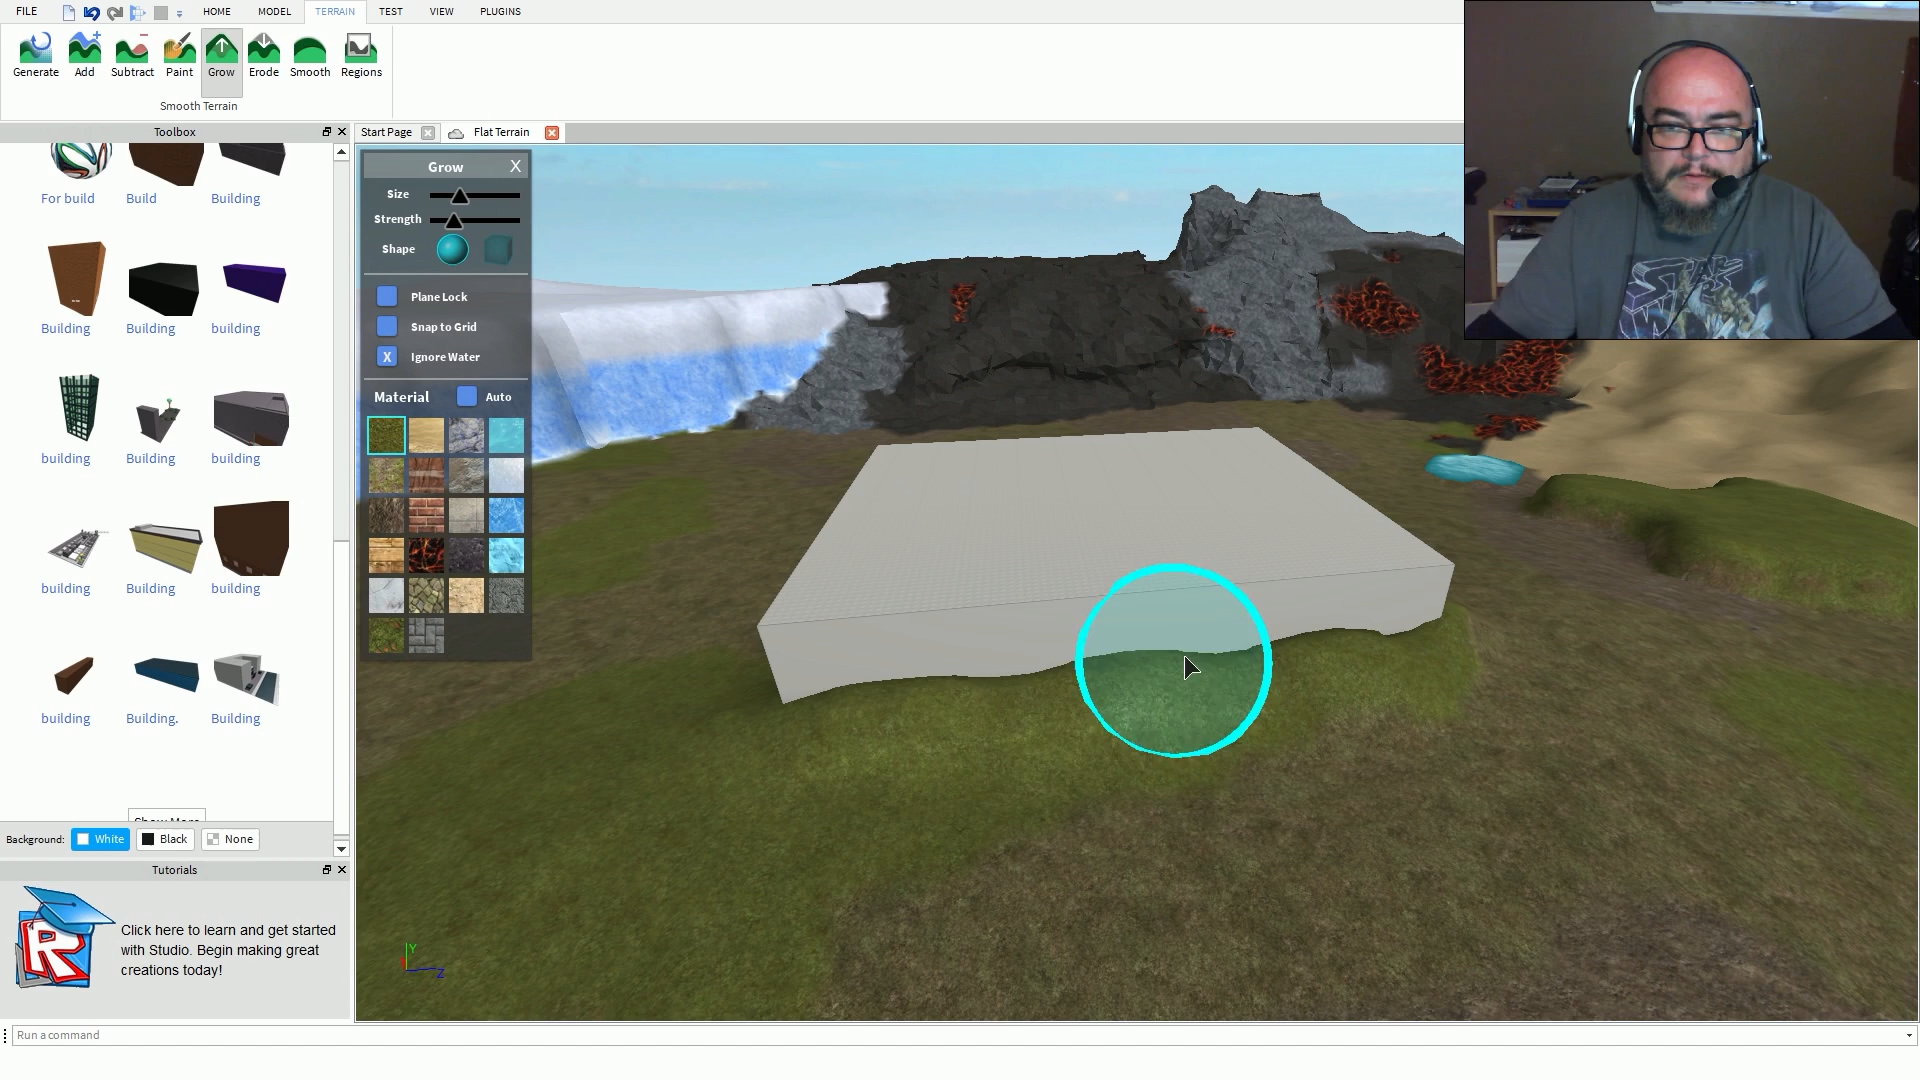 FILE HOME MODEL TERRAIN TEST VIEW PLUGINS
Generate Add Subtract Paint Grow Erode Smooth Regions
Smooth Terrain
Toolbox
Start Page Flat Terrain
For build Build Building
Building Building building
building Building building
building Building building
building Building. Building
Background: White Black None
Tutorials
R
Click here to learn and get started
with Studio. Begin making great
creations today!
Grow X
Size
Strength
Shape
Plane Lock
Snap to Grid
X Ignore Water
Material Auto
Y
Z
Run a command